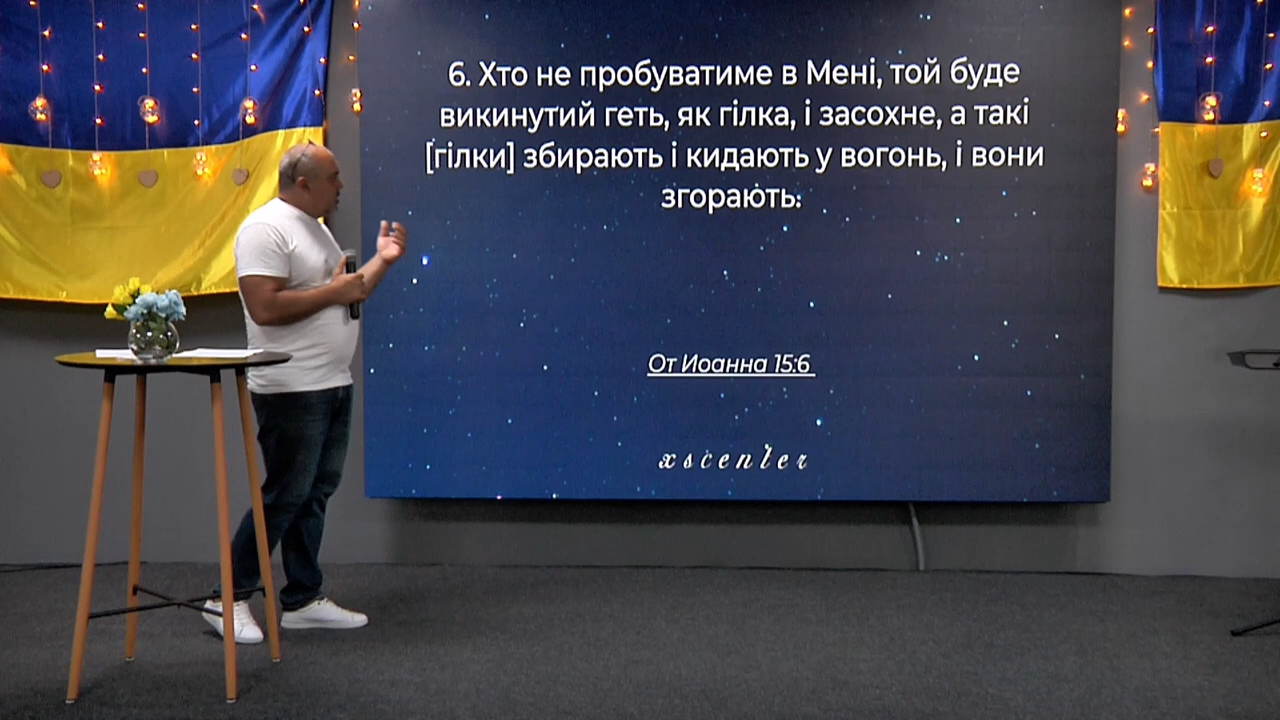 6. Хто не пробуватиме в Мені, той буде
викинутий геть, як гілка, і засохне, а такі
[гілки] збирають і кидають у вогонь, і вони
згорають:
От Иоанна 15:6
xscenter